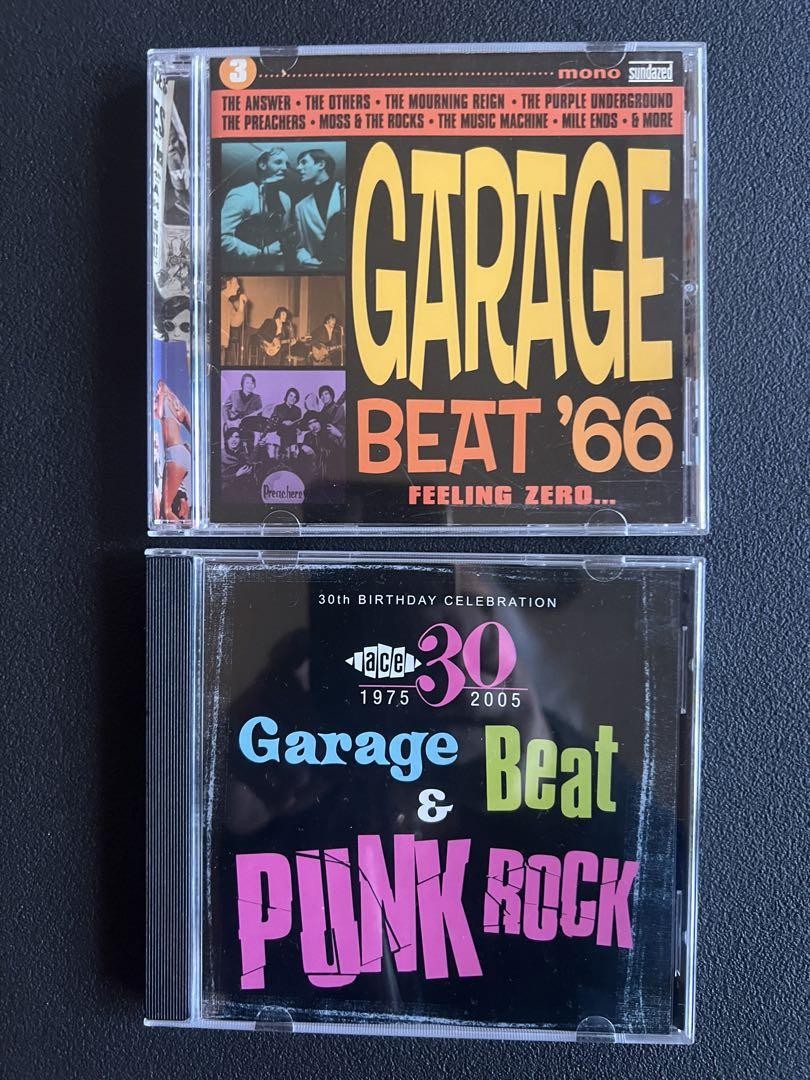 3 mono sundazed
THE ANSWER • THE OTHERS • THE MOURNING REIGN • THE PURPLE UNDERGROUND
THE PREACHERS • MOSS & THE ROCKS • THE MUSIC MACHINE • MILE ENDS • & MORE
GARAGE
BEAT '66
FEELING ZERO...
Preachers
30th BIRTHDAY CELEBRATION
ace 30
1975 2005
Garage Beat
&
PUNK ROCK